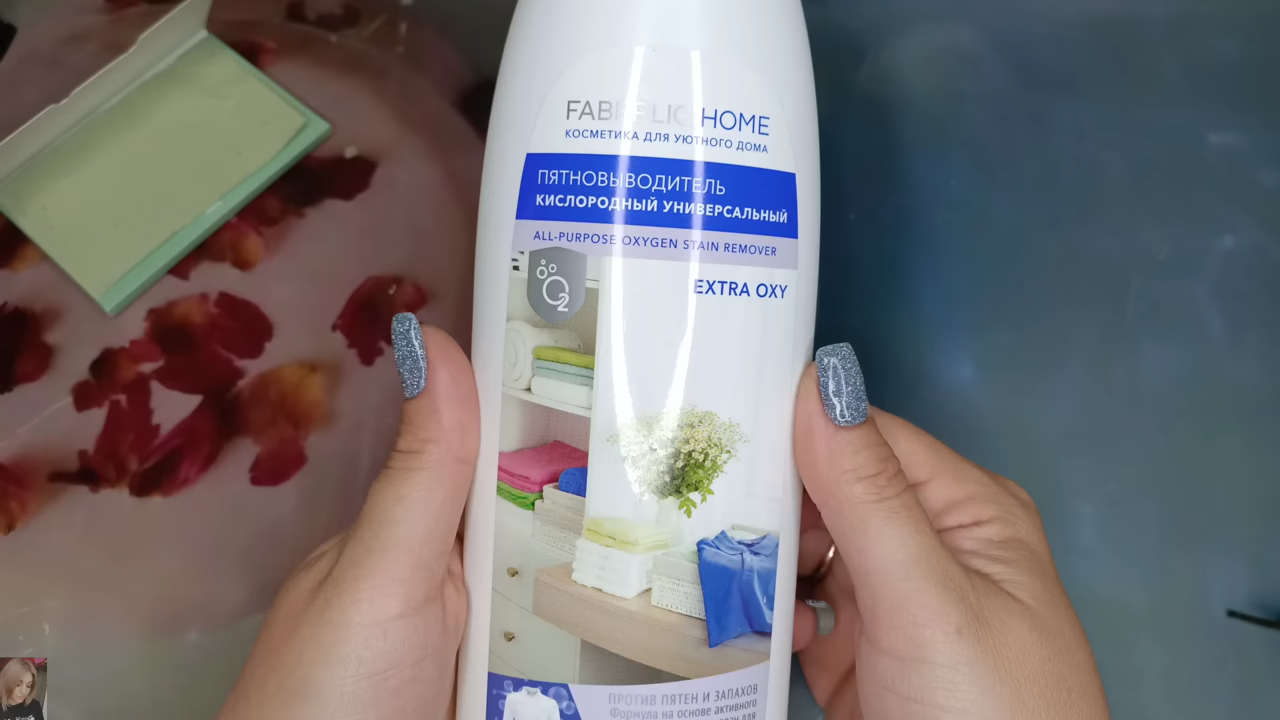 FABERLIC HOME
КОСМЕТИКА ДЛЯ УЮТНОГО ДОМА
ПЯТНОВЫВОДИТЕЛЬ
КИСЛОРОДНЫЙ УНИВЕРСАЛЬНЫЙ
ALL-PURPOSE OXYGEN STAIN REMOVER
O2
EXTRA OXY
ПРОТИВ ПЯТЕН И ЗАПАХОВ
Формула на основе активного
для